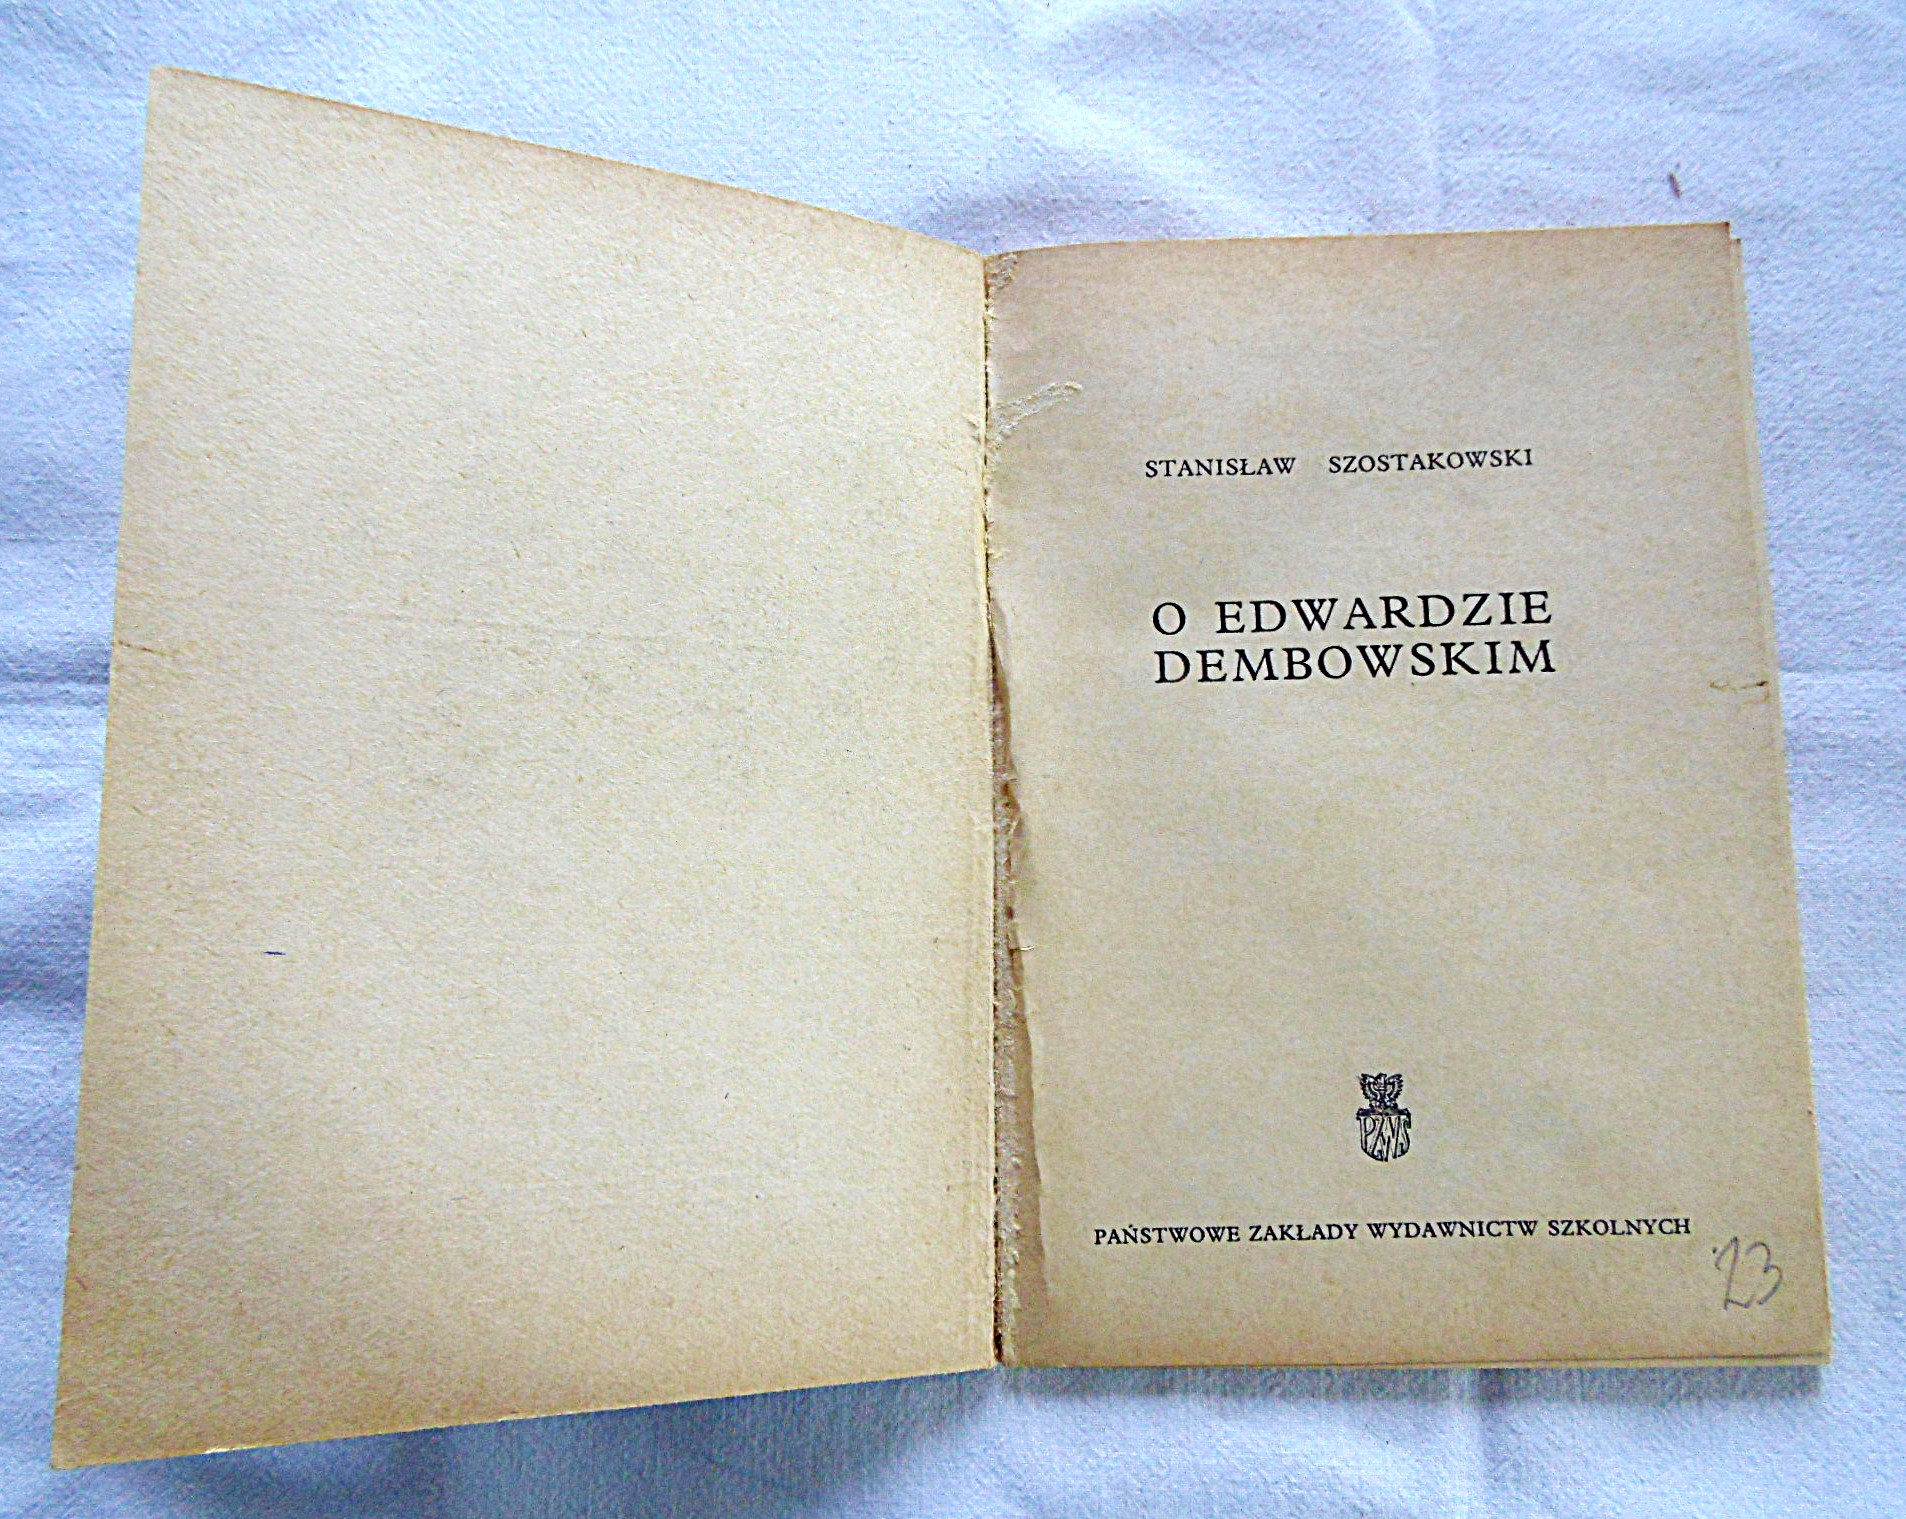 STANISŁAW SZOSTAKOWSKI
O EDWARDZIE
DEMBOWSKIM
PZWS
PAŃSTWOWE ZAKŁADY WYDAWNICTW SZKOLNYCH
23